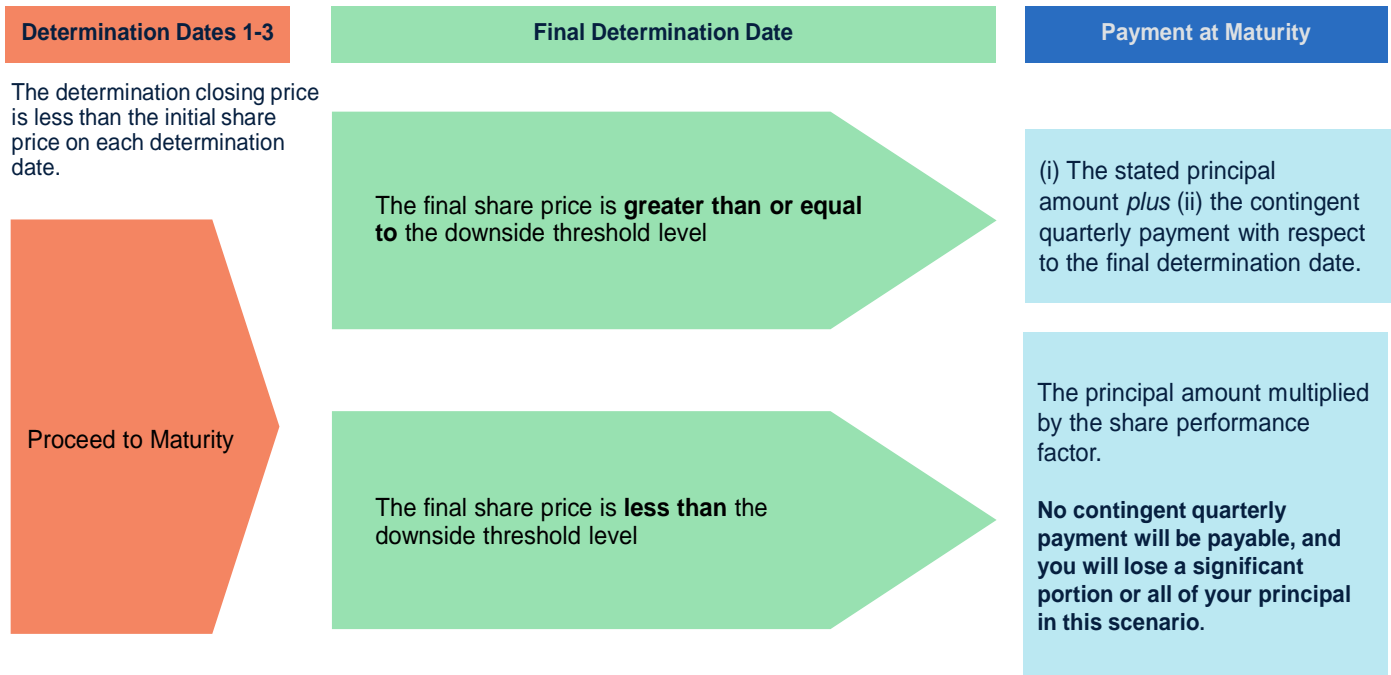 Determination Dates 1-3
Final Determination Date
Payment at Maturity
The determination closing price
is less than the initial share
price on each determination
date.
Proceed to Maturity
The final share price is greater than or equal
to the downside threshold level
(i) The stated principal
amount plus (ii) the contingent
quarterly payment with respect
to the final determination date.
The final share price is less than the
downside threshold level
The principal amount multiplied
by the share performance
factor.
No contingent quarterly
payment will be payable, and
you will lose a significant
portion or all of your principal
in this scenario.